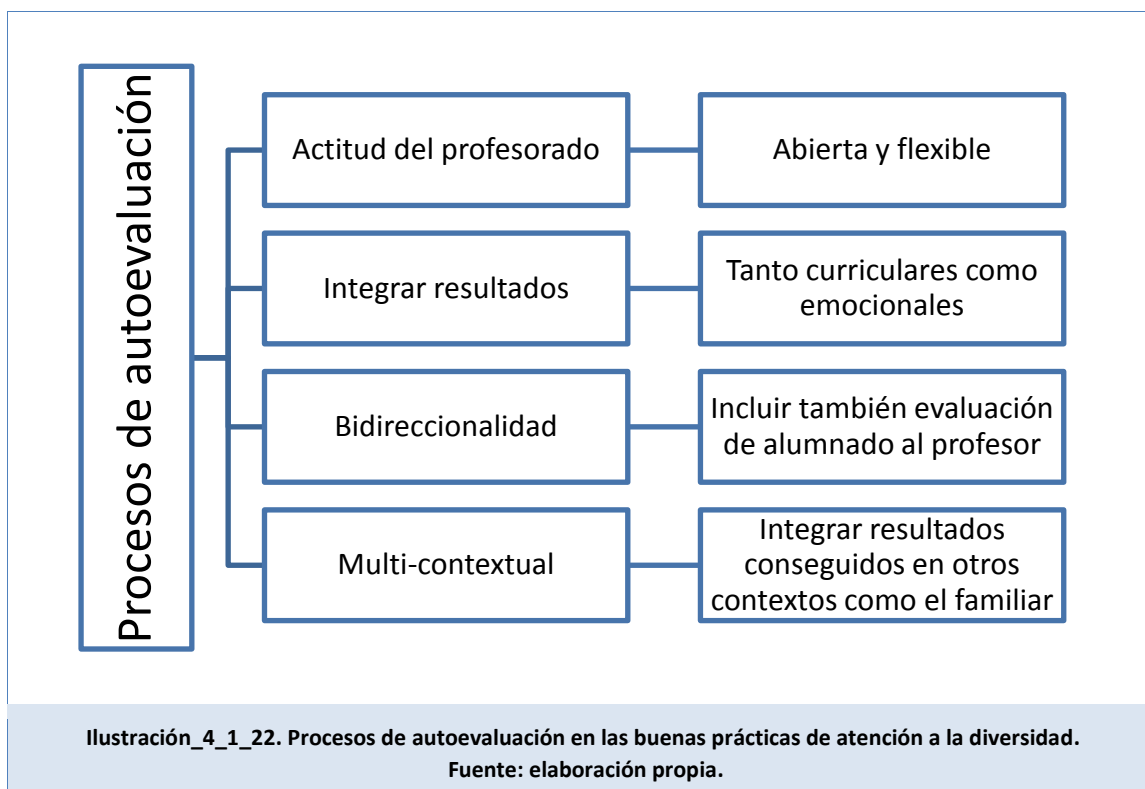 Procesos de autoevaluación
Actitud del profesorado
Abierta y flexible
Integrar resultados
Tanto curriculares como
emocionales
Bidireccionalidad
Incluir también evaluación
de alumnado al profesor
Multi-contextual
Integrar resultados
conseguidos en otros
contextos como el familiar
Ilustración_4_1_22. Procesos de autoevaluación en las buenas prácticas de atención a la diversidad.
Fuente: elaboración propia.